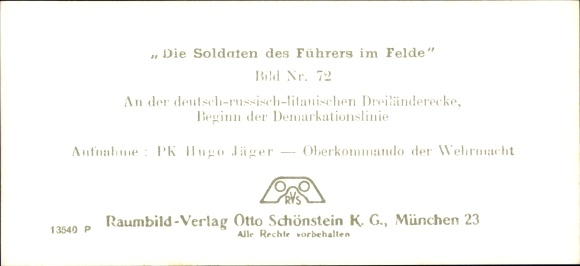 „Die Soldaten des Führers im Felde"
Bild Nr. 72
An der deutsch-russisch-litauischen Dreiländerecke,
Beginn der Demarkationslinie
Aufnahme : PK Hugo Jäger — Oberkommando der Wehrmacht
RVS
13540 P
Raumbild-Verlag Otto Schönstein K. G., München 23
Alle Rechte vorbehalten